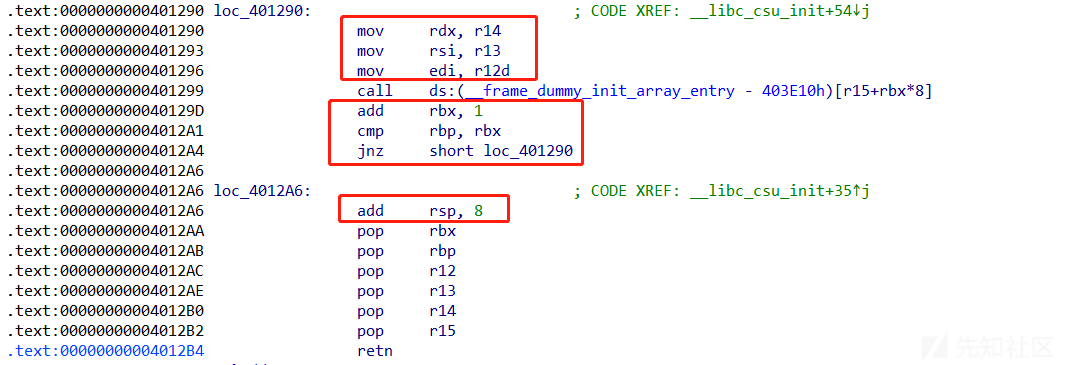 .text:0000000000401290 loc_401290: ; CODE XREF: __libc_csu_init+54↓j
.text:0000000000401290 mov rdx, r14
.text:0000000000401293 mov rsi, r13
.text:0000000000401296 mov edi, r12d
.text:0000000000401299 call ds:(__frame_dummy_init_array_entry - 403E10h)[r15+rbx*8]
.text:000000000040129D add rbx, 1
.text:00000000004012A1 cmp rbp, rbx
.text:00000000004012A4 jnz short loc_401290
.text:00000000004012A6
.text:00000000004012A6 loc_4012A6: ; CODE XREF: __libc_csu_init+35↑j
.text:00000000004012A6 add rsp, 8
.text:00000000004012AA pop rbx
.text:00000000004012AB pop rbp
.text:00000000004012AC pop r12
.text:00000000004012AE pop r13
.text:00000000004012B0 pop r14
.text:00000000004012B2 pop r15
.text:00000000004012B4 retn
先知社区